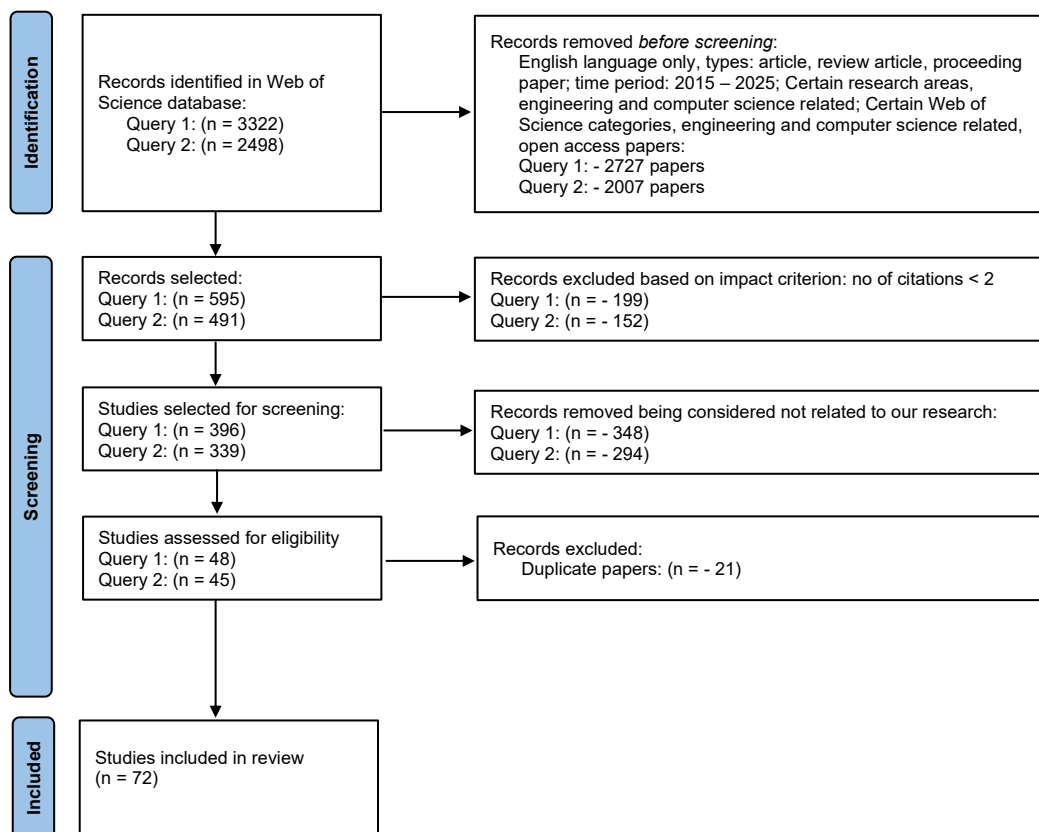 Identification
Records identified in Web of
Science database:
Query 1: (n = 3322)
Query 2: (n = 2498)
Records removed before screening:
English language only, types: article, review article, proceeding
paper; time period: 2015 – 2025; Certain research areas,
engineering and computer science related; Certain Web of
Science categories, engineering and computer science related,
open access papers:
Query 1: - 2727 papers
Query 2: - 2007 papers
Screening
Records selected:
Query 1: (n = 595)
Query 2: (n = 491)
Records excluded based on impact criterion: no of citations < 2
Query 1: (n = - 199)
Query 2: (n = - 152)
Studies selected for screening:
Query 1: (n = 396)
Query 2: (n = 339)
Records removed being considered not related to our research:
Query 1: (n = - 348)
Query 2: (n = - 294)
Studies assessed for eligibility
Query 1: (n = 48)
Query 2: (n = 45)
Records excluded:
Duplicate papers: (n = - 21)
Included
Studies included in review
(n = 72)